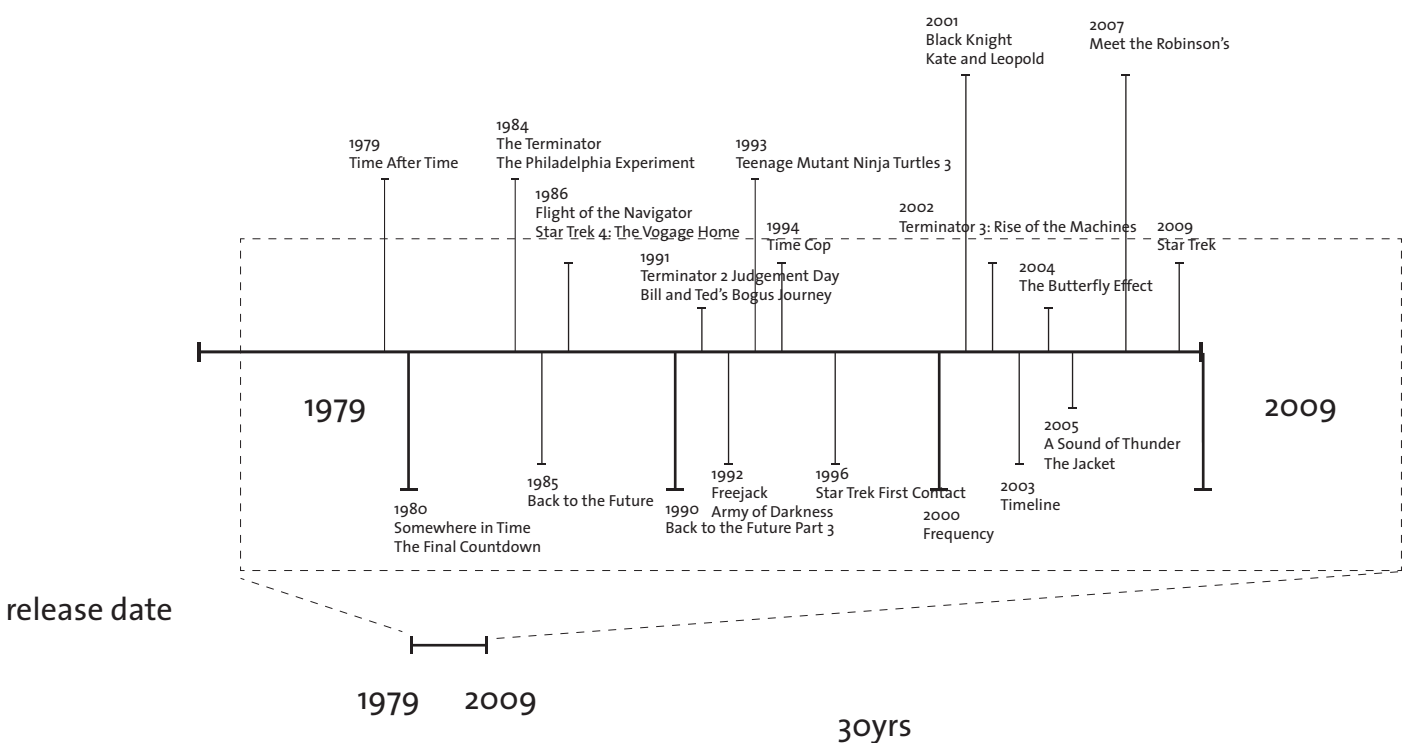 2001
Black Knight
Kate and Leopold
2007
Meet the Robinson's
1979
Time After Time
1984
The Terminator
The Philadelphia Experiment
1993
Teenage Mutant Ninja Turtles 3
1986
Flight of the Navigator
Star Trek 4: The Vogage Home
1994
Time Cop
2002
Terminator 3: Rise of the Machines
2009
Star Trek
1991
Terminator 2 Judgement Day
Bill and Ted's Bogus Journey
2004
The Butterfly Effect
1979
2009
2005
A Sound of Thunder
The Jacket
1985
Back to the Future
1992
Freejack
Army of Darkness
1996
Star Trek First Contact
2003
Timeline
1980
Somewhere in Time
The Final Countdown
1990
Back to the Future Part 3
2000
Frequency
release date
1979
2009
30yrs